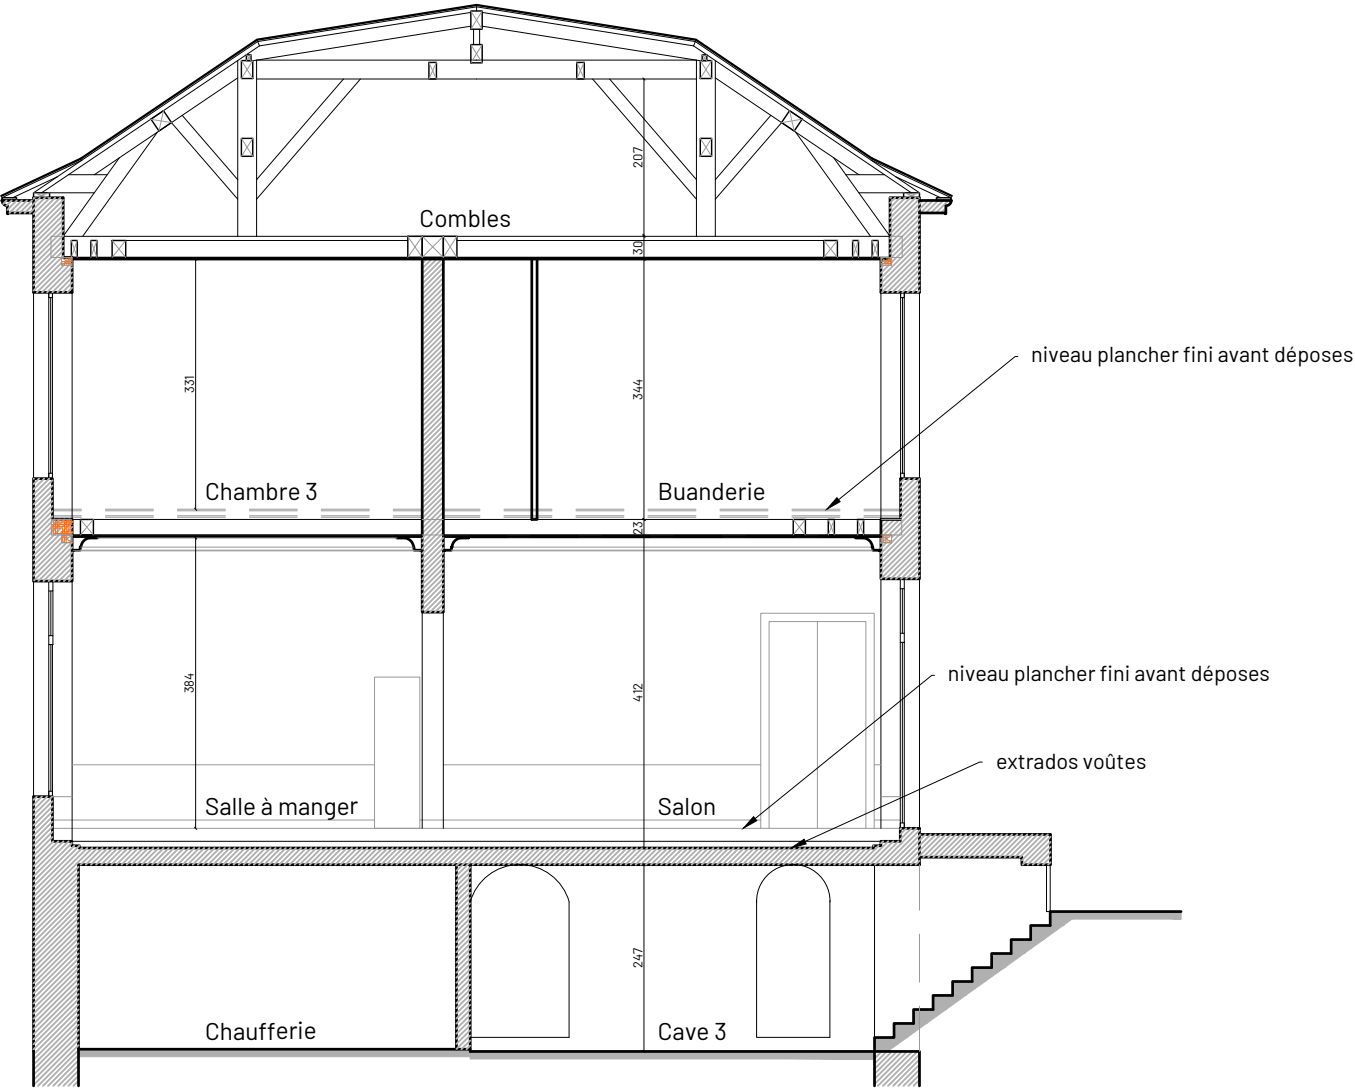 207
Combles
30
niveau plancher fini avant déposes
331
344
Chambre 3
Buanderie
23
niveau plancher fini avant déposes
384
412
extrados voûtes
Salle à manger
Salon
247
Chaufferie
Cave 3